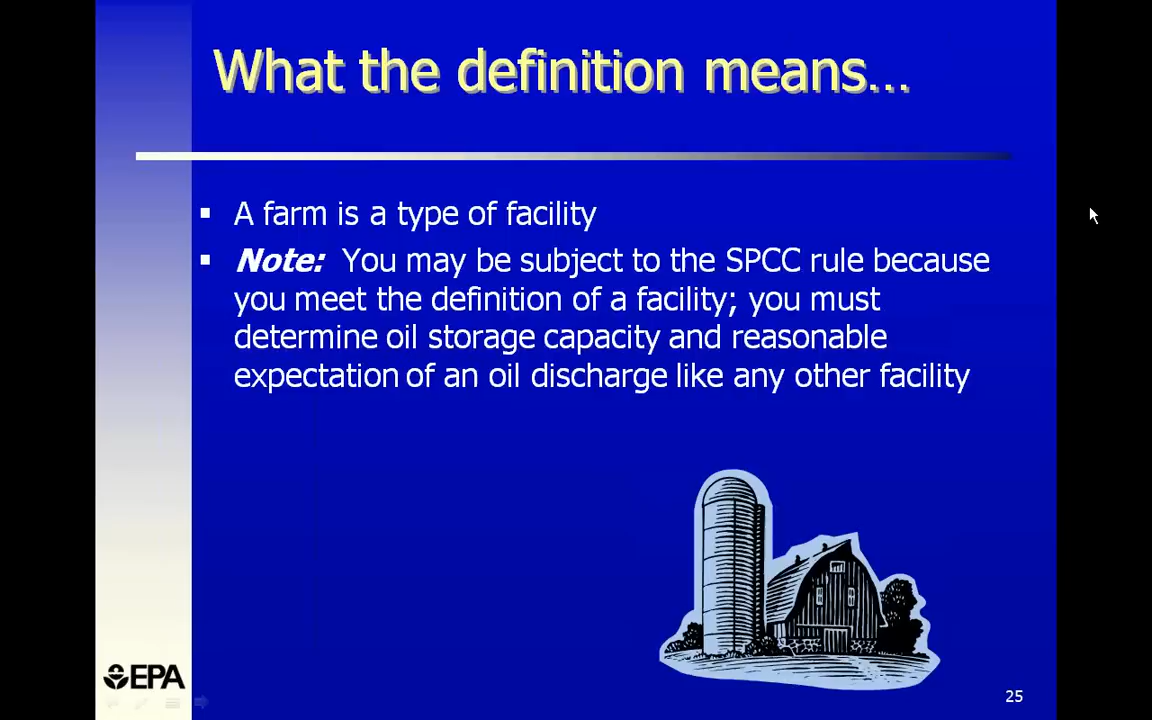 What the definition means...
▪ A farm is a type of facility
▪ Note: You may be subject to the SPCC rule because
you meet the definition of a facility; you must
determine oil storage capacity and reasonable
expectation of an oil discharge like any other facility
EPA
25